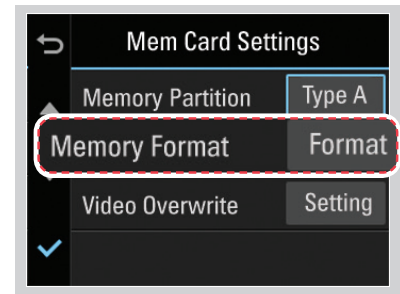 Mem Card Settings
Memory Partition Type A
Memory Format Format
Video Overwrite Setting